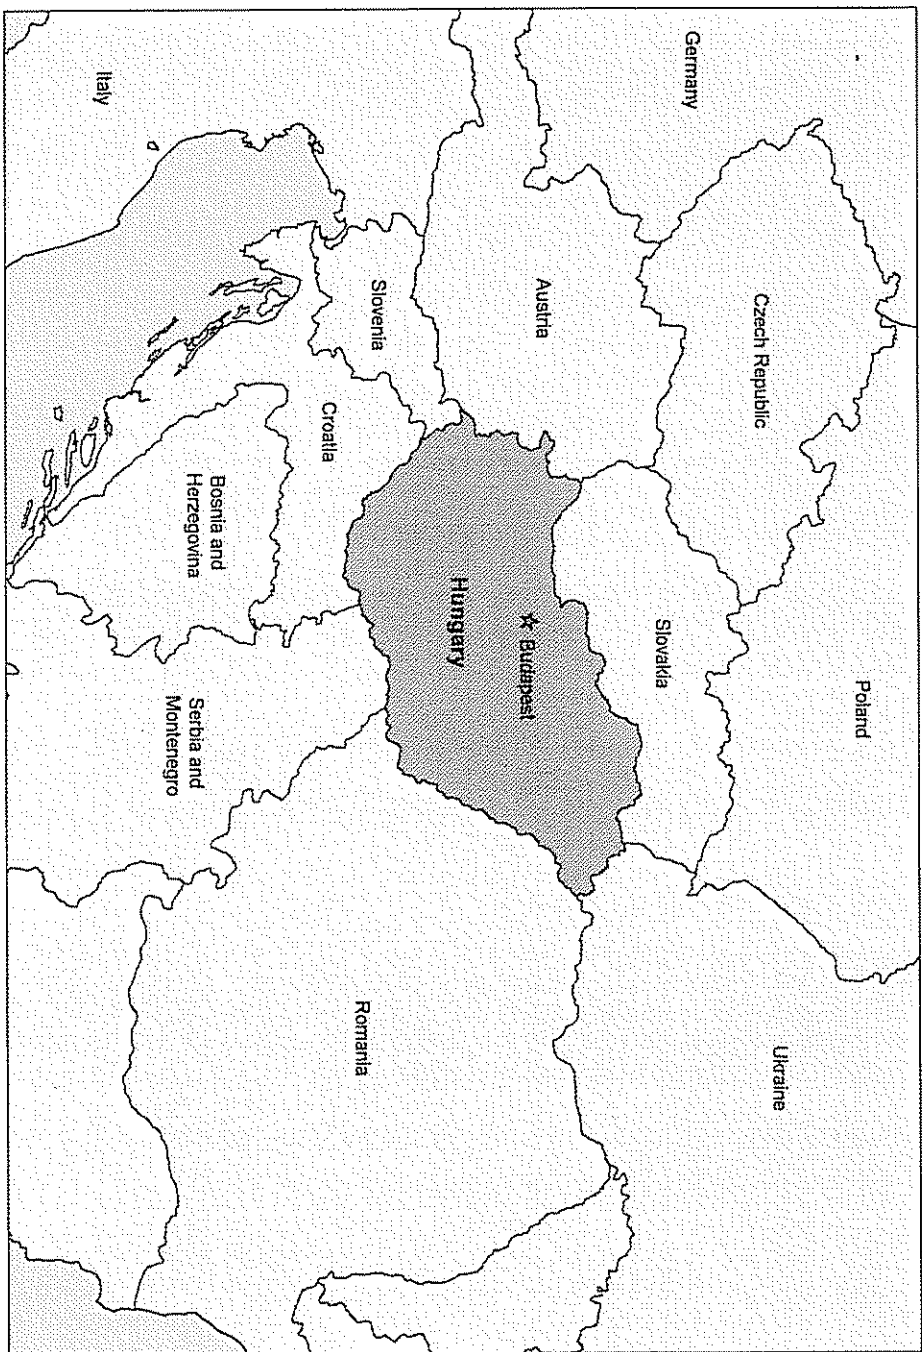 Germany
Poland
Czech Republic
Ukraine
Slovakia
Austria
Budapest
Hungary
Slovenia
Romania
Croatia
Bosnia and
Herzegovina
Serbia and
Montenegro
Italy